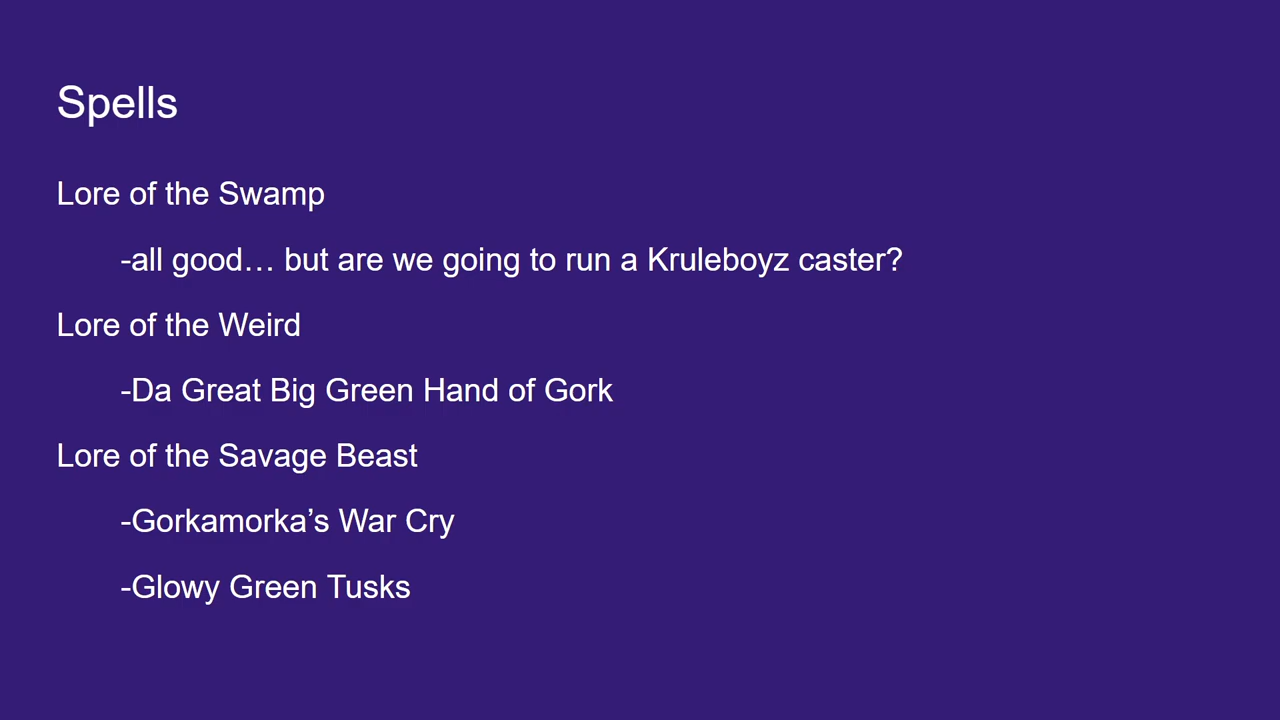 Spells
Lore of the Swamp
-all good… but are we going to run a Kruleboyz caster?
Lore of the Weird
-Da Great Big Green Hand of Gork
Lore of the Savage Beast
-Gorkamorka’s War Cry
-Glowy Green Tusks